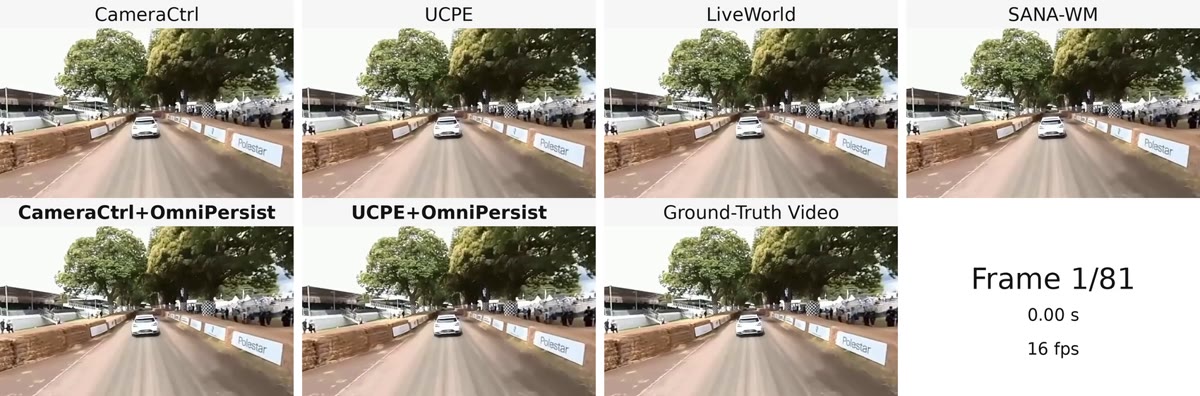 CameraCtrl
UCPE
LiveWorld
SANA-WM
Polestar
Polestar
Polestar
Polestar
CameraCtrl+OmniPersist
UCPE+OmniPersist
Ground-Truth Video
Polestar
Polestar
Polestar
Frame 1/81
0.00 s
16 fps